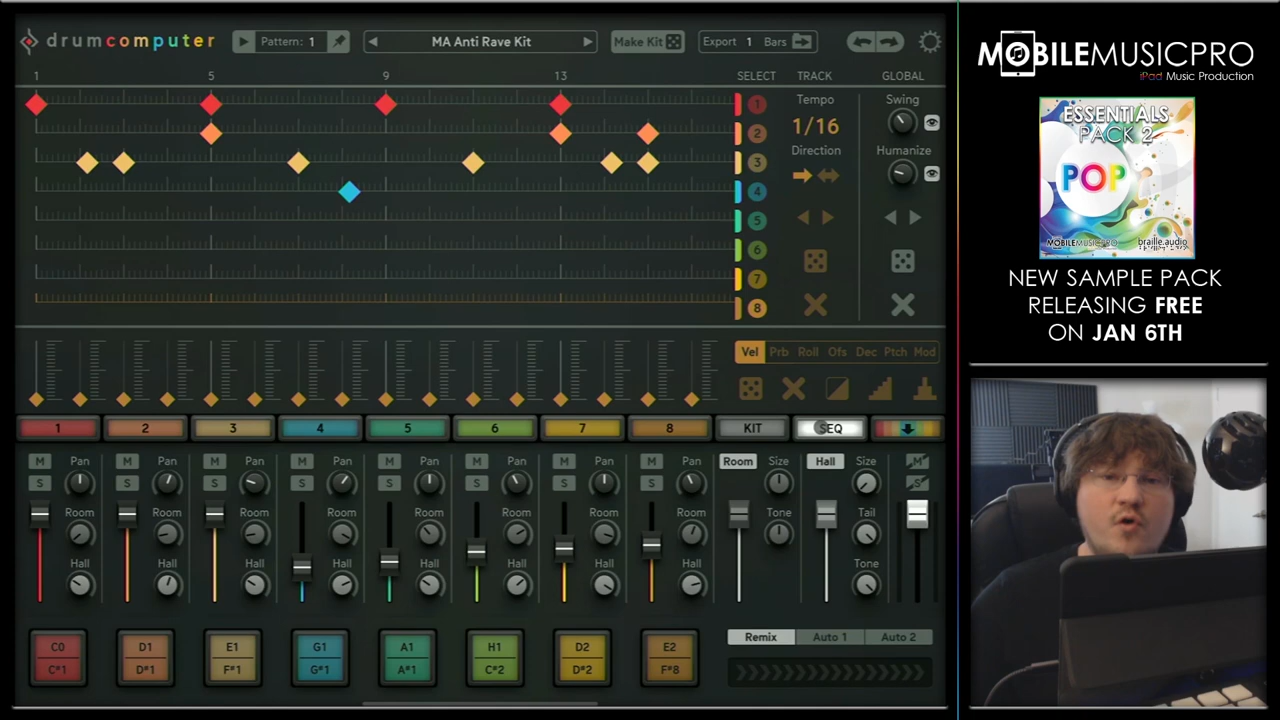 drumcomputer
Pattern: 1
MA Anti Rave Kit
Make Kit
Export 1 Bars
1 5 9 13
SELECT TRACK GLOBAL
1
2
3
4
5
6
7
8
Tempo
1/16
Direction
Swing
Humanize
Vel Prb Roll Ofs Dec Ptch Mod
1 2 3 4 5 6 7 8 KIT SEQ
M Pan M Pan M Pan M Pan M Pan M Pan M Pan M Pan Room Size Hall Size M
S S S S S S S S S
Room Room Room Room Room Room Room Room Tone Tail
Hall Hall Hall Hall Hall Hall Hall Hall Tone
C0 D1 E1 G1 A1 H1 D2 E2
C#1 D#1 F#1 G#1 A#1 C#2 D#2 F#8
Remix Auto 1 Auto 2
MOBILEMUSICPRO
iPad Music Production
ESSENTIALS
PACK 2
POP
MOBILEMUSICPRO braille.audio
NEW SAMPLE PACK
RELEASING FREE
ON JAN 6TH